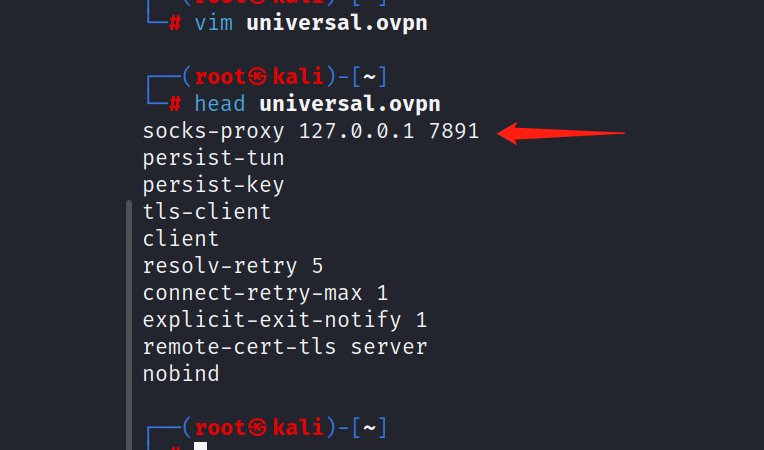 ┌──(root㉿kali)-[~]
└─# vim universal.ovpn
┌──(root㉿kali)-[~]
└─# head universal.ovpn
socks-proxy 127.0.0.1 7891
persist-tun
persist-key
tls-client
client
resolv-retry 5
connect-retry-max 1
explicit-exit-notify 1
remote-cert-tls server
nobind
┌──(root㉿kali)-[~]
└─#